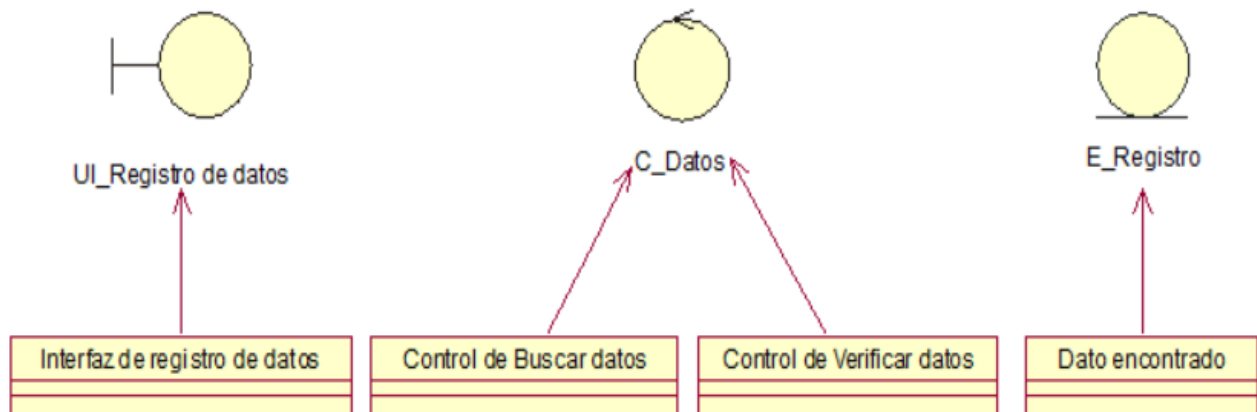 UI_Registro de datos
C_Datos
E_Registro
Interfaz de registro de datos
Control de Buscar datos
Control de Verificar datos
Dato encontrado